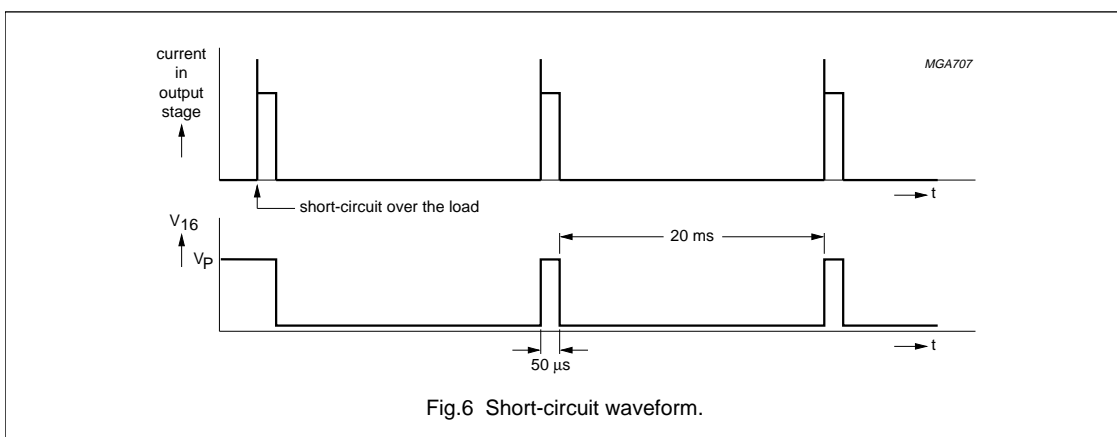 current
in
output
stage
MGA707
t
short-circuit over the load
V16
VP
20 ms
t
50 µs
Fig.6 Short-circuit waveform.